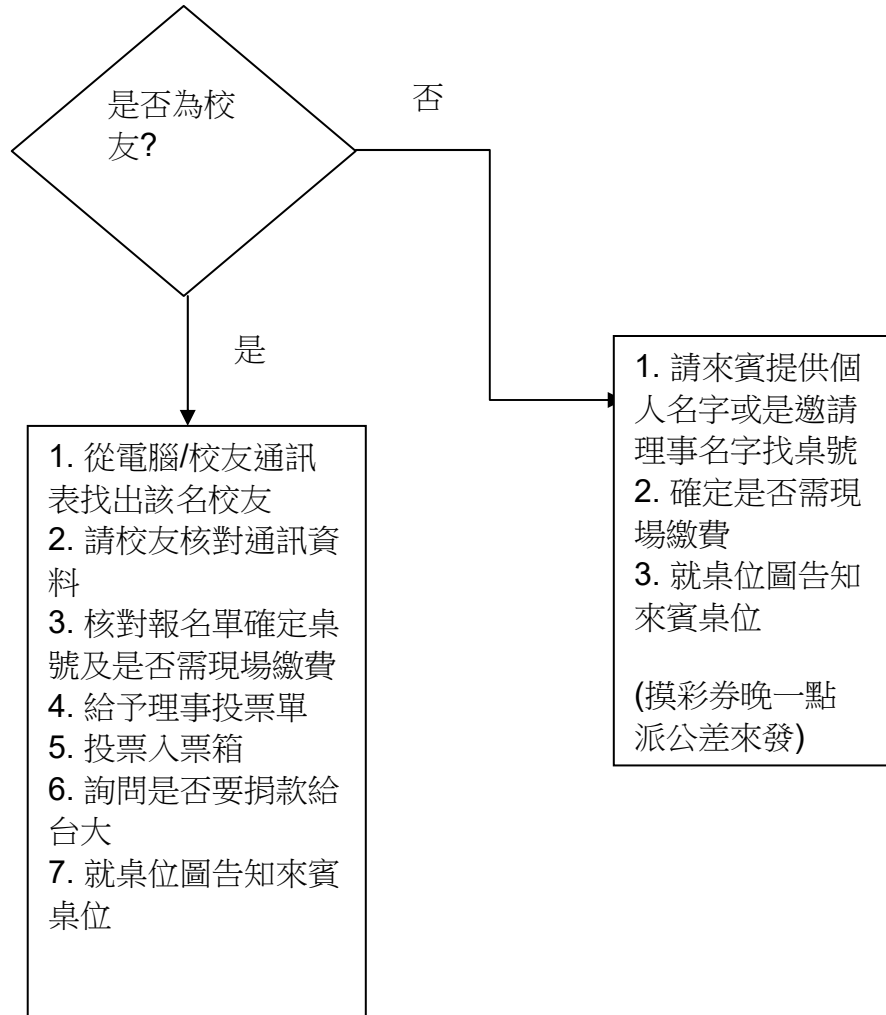 是否為校
友?
否
是
1. 從電腦/校友通訊
表找出該名校友
2. 請校友核對通訊資
料
3. 核對報名單確定桌
號及是否需現場繳費
4. 給予理事投票單
5. 投票入票箱
6. 詢問是否要捐款給
台大
7. 就桌位圖告知來賓
桌位
1. 請來賓提供個
人名字或是邀請
理事名字找桌號
2. 確定是否需現
場繳費
3. 就桌位圖告知
來賓桌位
(摸彩券晚一點
派公差來發)